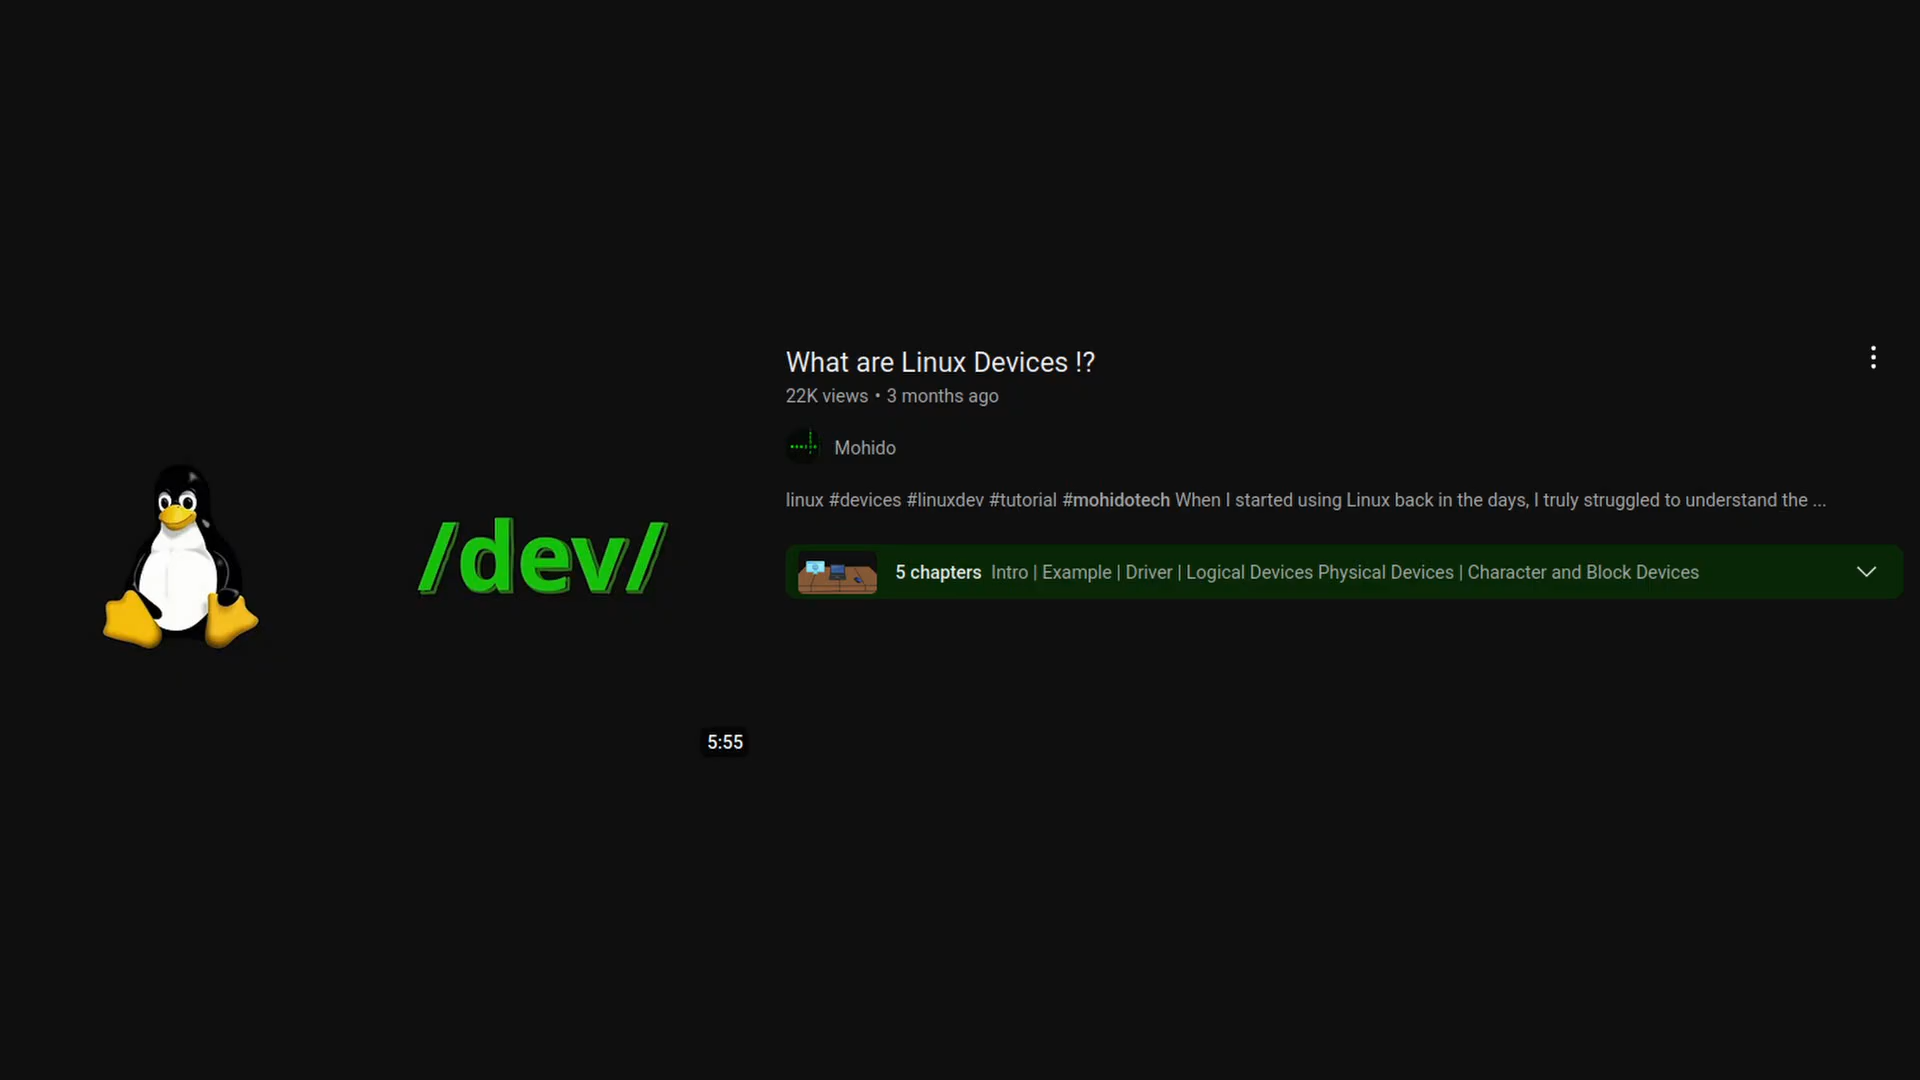 What are Linux Devices !?
22K views • 3 months ago
Mohido
linux #devices #linuxdev #tutorial #mohidotech When I started using Linux back in the days, I truly struggled to understand the ...
/dev/
5 chapters Intro | Example | Driver | Logical Devices Physical Devices | Character and Block Devices
5:55